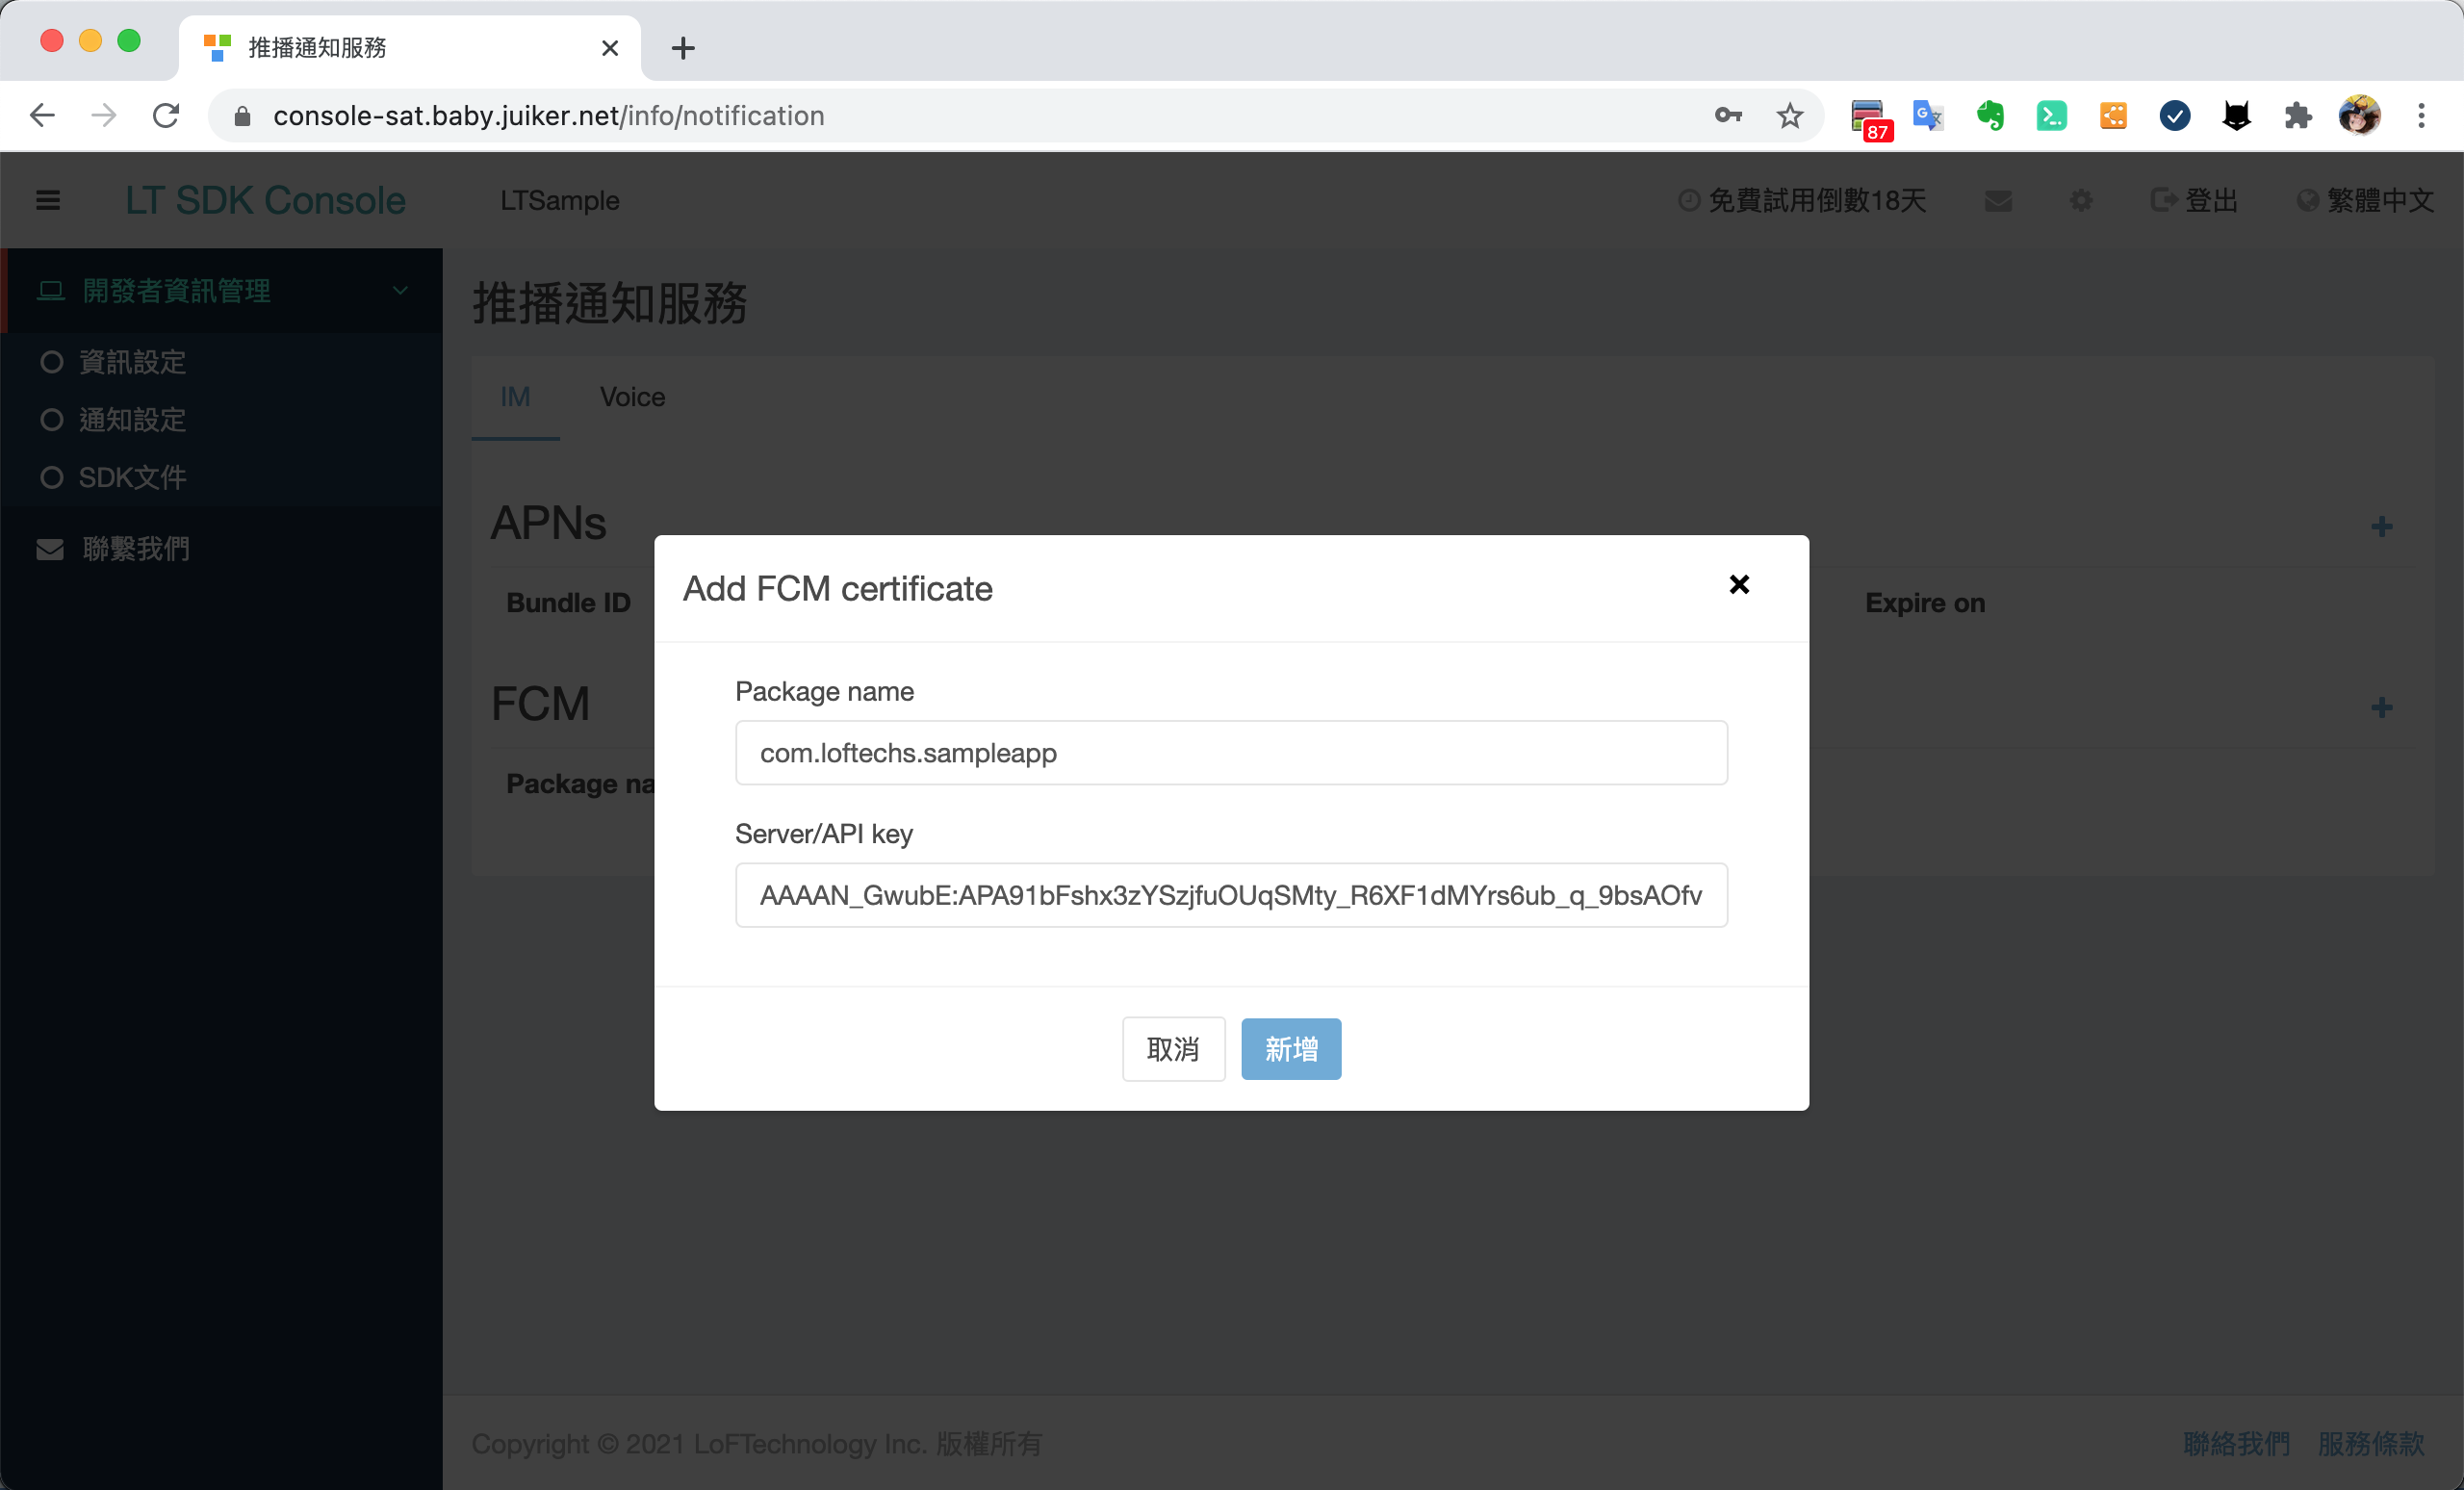 推播通知服務
console-sat.baby.juiker.net/info/notification
87
LT SDK Console
LTSample
免費試用倒數18天
登出
繁體中文
開發者資訊管理
資訊設定
通知設定
SDK文件
聯繫我們
推播通知服務
IM
Voice
APNs
Bundle ID
Expire on
FCM
Package na
Add FCM certificate
Package name
com.loftechs.sampleapp
Server/API key
AAAAN_GwubE:APA91bFshx3zYSzjfuOUqSMty_R6XF1dMYrs6ub_q_9bsAOfv
取消
新增
Copyright © 2021 LoFTechnology Inc. 版權所有
聯絡我們
服務條款